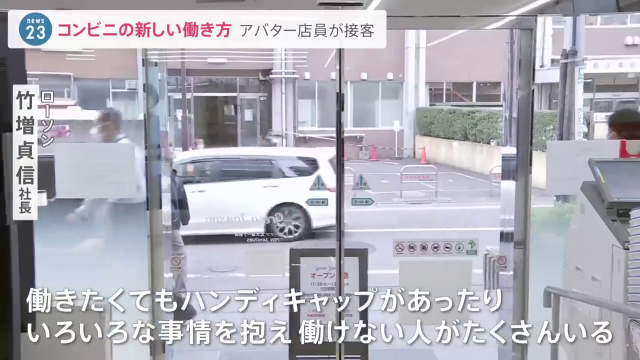 news
23
コンビニの新しい働き方 アバター店員が接客
ローソン
竹増貞信
社長
オープン
働きたくてもハンディキャップがあったり
いろいろな事情を抱え 働けない人がたくさんいる